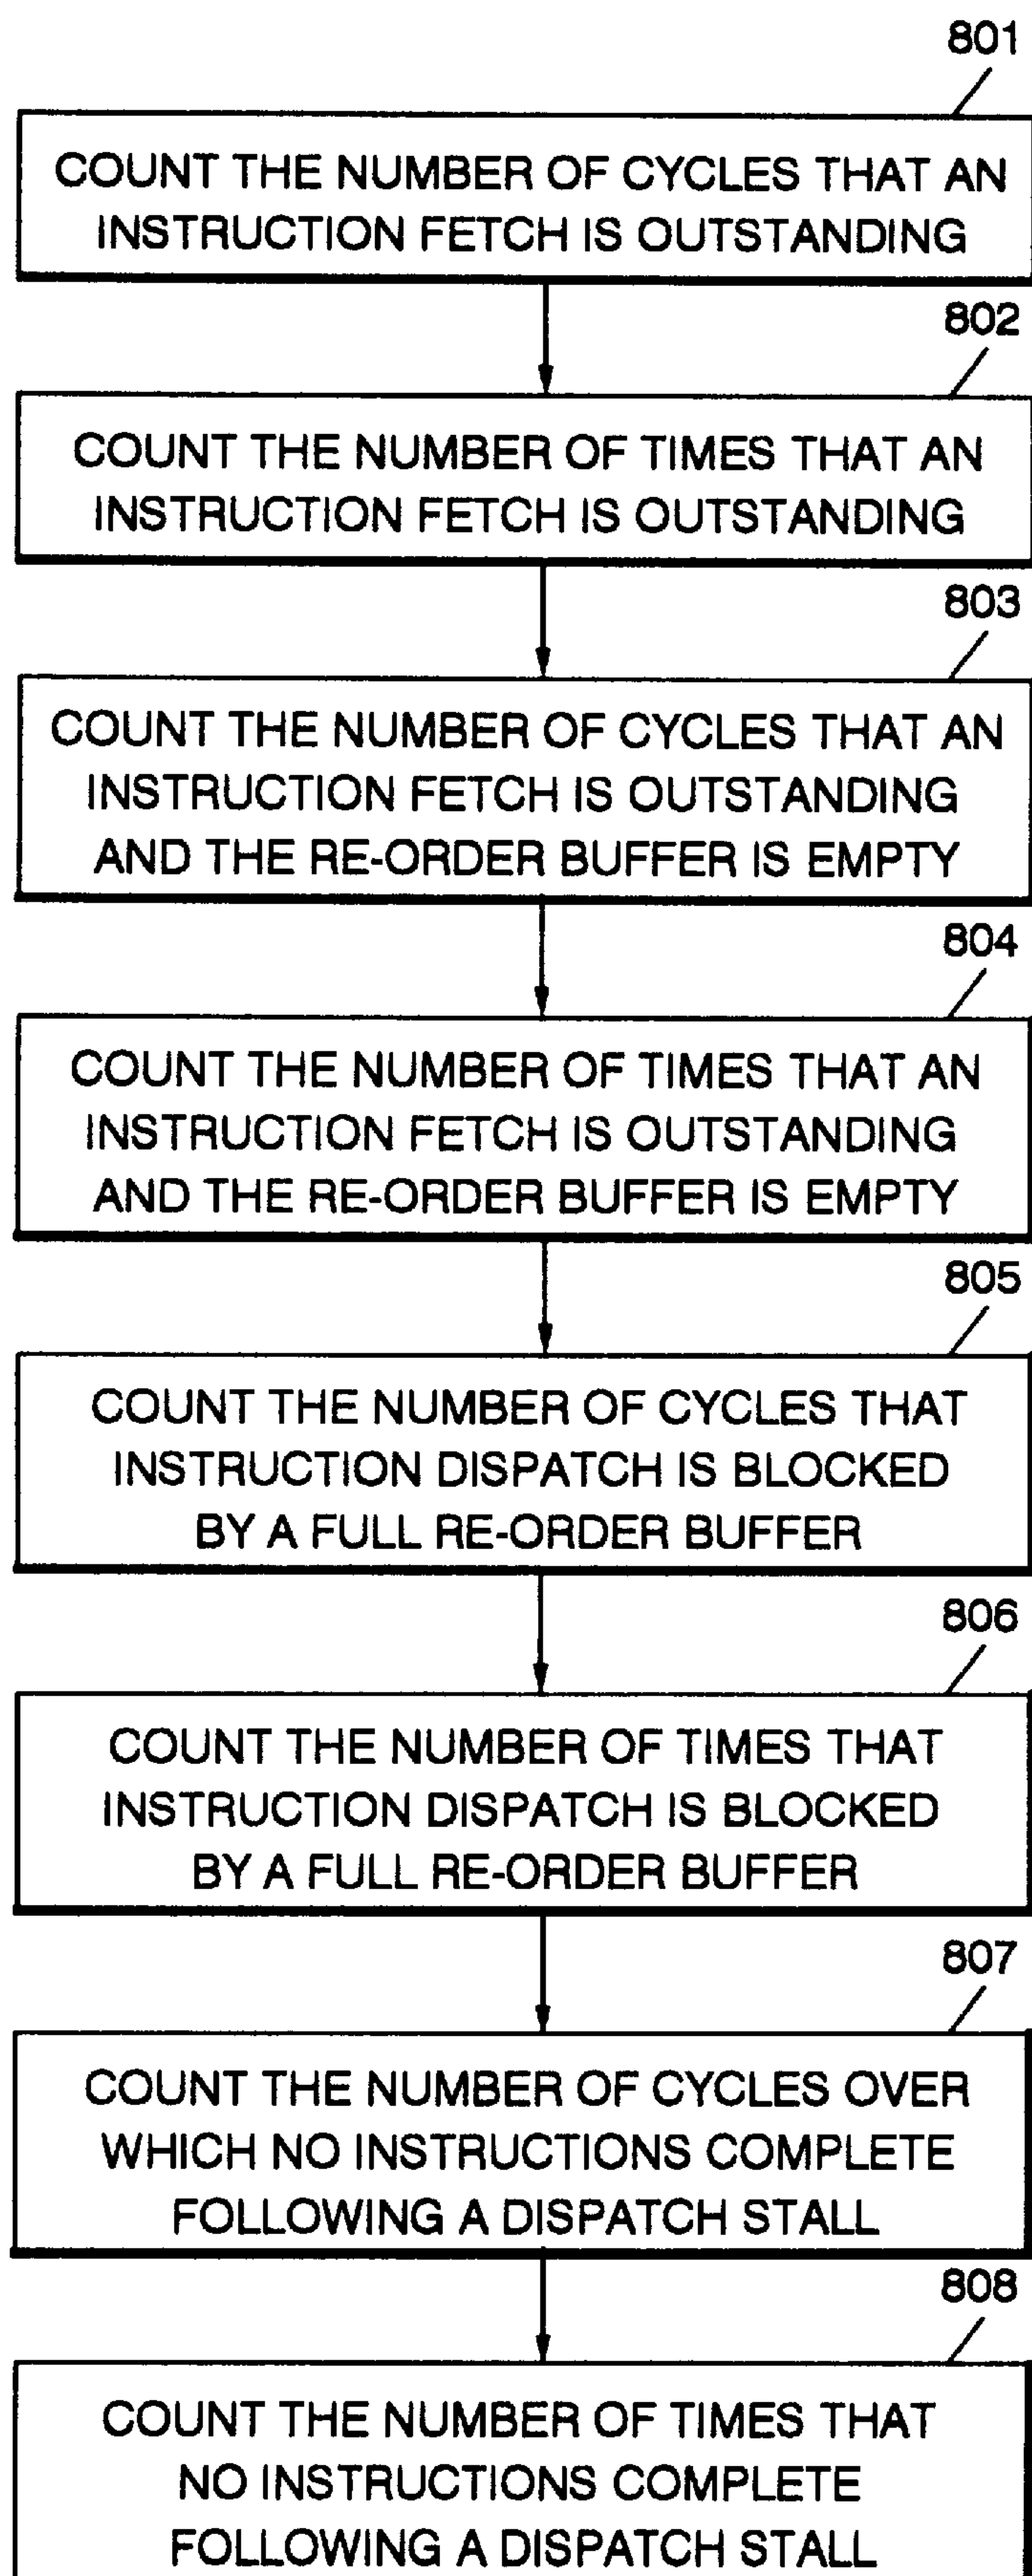 801
COUNT THE NUMBER OF CYCLES THAT AN
INSTRUCTION FETCH IS OUTSTANDING
802
COUNT THE NUMBER OF TIMES THAT AN
INSTRUCTION FETCH IS OUTSTANDING
803
COUNT THE NUMBER OF CYCLES THAT AN
INSTRUCTION FETCH IS OUTSTANDING
AND THE RE-ORDER BUFFER IS EMPTY
804
COUNT THE NUMBER OF TIMES THAT AN
INSTRUCTION FETCH IS OUTSTANDING
AND THE RE-ORDER BUFFER IS EMPTY
805
COUNT THE NUMBER OF CYCLES THAT
INSTRUCTION DISPATCH IS BLOCKED
BY A FULL RE-ORDER BUFFER
806
COUNT THE NUMBER OF TIMES THAT
INSTRUCTION DISPATCH IS BLOCKED
BY A FULL RE-ORDER BUFFER
807
COUNT THE NUMBER OF CYCLES OVER
WHICH NO INSTRUCTIONS COMPLETE
FOLLOWING A DISPATCH STALL
808
COUNT THE NUMBER OF TIMES THAT
NO INSTRUCTIONS COMPLETE
FOLLOWING A DISPATCH STALL